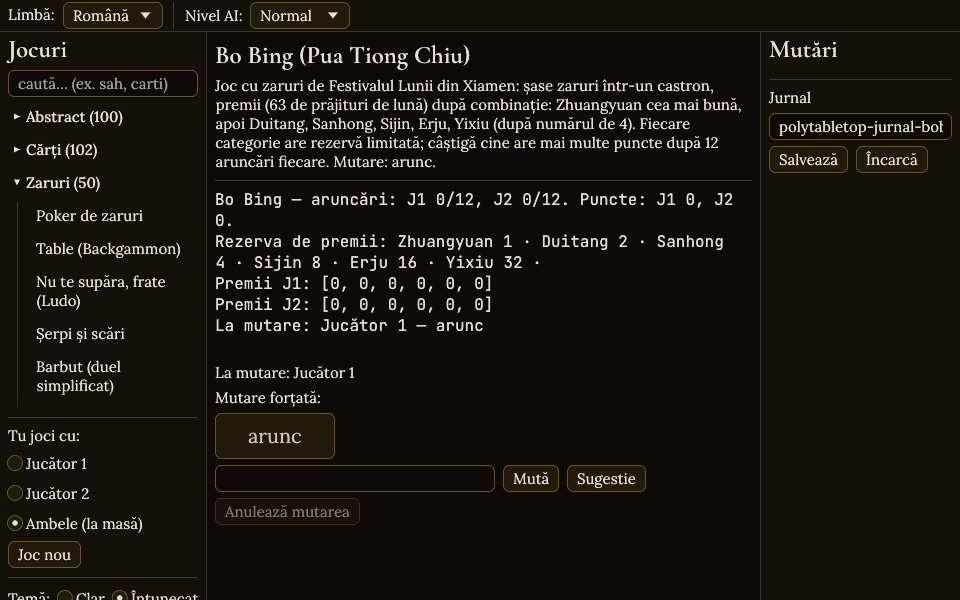 Limbă: Română ▼ Nivel AI: Normal ▼
Jocuri
caută... (ex. sah, carti)
▸ Abstract (100)
▸ Cărți (102)
▾ Zaruri (50)
Poker de zaruri
Table (Backgammon)
Nu te supăra, frate
(Ludo)
Șerpi și scări
Barbut (duel
simplificat)
Tu joci cu:
Jucător 1
Jucător 2
Ambele (la masă)
Joc nou
Temă: Clar Întunecat
Bo Bing (Pua Tiong Chiu)
Joc cu zaruri de Festivalul Lunii din Xiamen: șase zaruri într-un castron,
premii (63 de prăjituri de lună) după combinație: Zhuangyuan cea mai bună,
apoi Duitang, Sanhong, Sijin, Erju, Yixiu (după numărul de 4). Fiecare
categorie are rezervă limitată; câștigă cine are mai multe puncte după 12
aruncări fiecare. Mutare: arunc.
Bo Bing — aruncări: J1 0/12, J2 0/12. Puncte: J1 0, J2
0.
Rezerva de premii: Zhuangyuan 1 · Duitang 2 · Sanhong
4 · Sijin 8 · Erju 16 · Yixiu 32 ·
Premii J1: [0, 0, 0, 0, 0, 0]
Premii J2: [0, 0, 0, 0, 0, 0]
La mutare: Jucător 1 — arunc
La mutare: Jucător 1
Mutare forțată:
arunc
Mută Sugestie
Anulează mutarea
Mutări
Jurnal
polytabletop-jurnal-bob
Salvează Încarcă